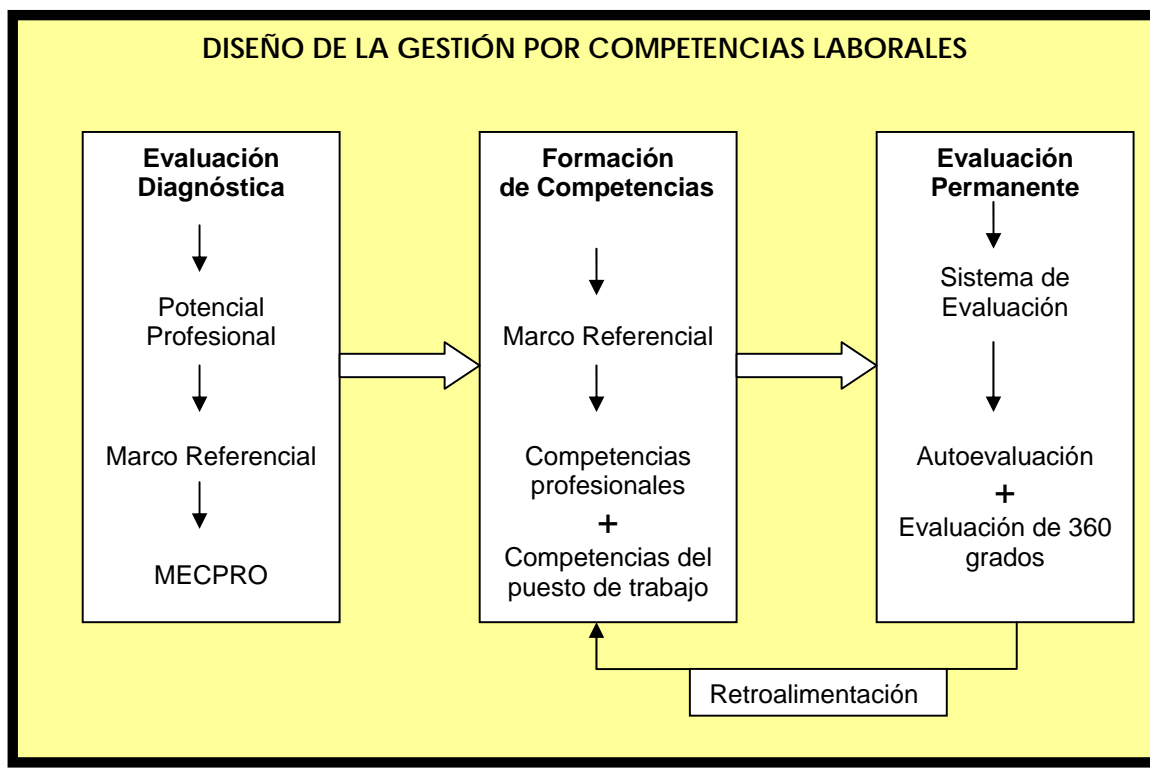 DISEÑO DE LA GESTIÓN POR COMPETENCIAS LABORALES
Evaluación
Diagnóstica
Potencial
Profesional
Marco Referencial
MECPRO
Formación
de Competencias
Marco Referencial
Competencias
profesionales
+
Competencias del
puesto de trabajo
Evaluación
Permanente
Sistema de
Evaluación
Autoevaluación
+
Evaluación de 360
grados
Retroalimentación